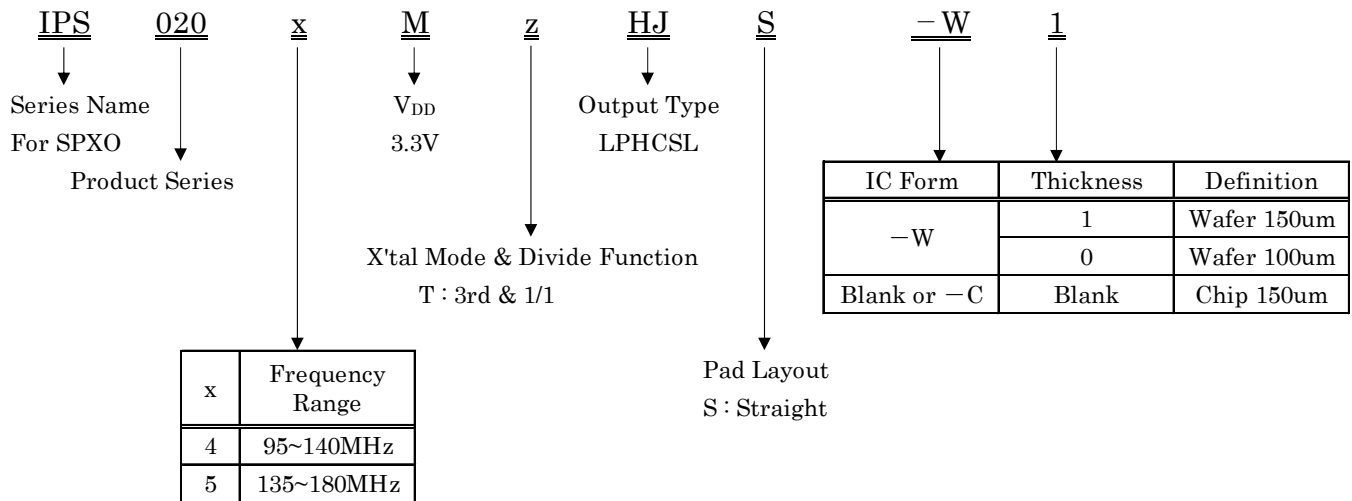 IPS 020 x M z HJ S －W 1
Series Name
For SPXO
Product Series
VDD
3.3V
Output Type
LPHCSL
X'tal Mode & Divide Function
T : 3rd & 1/1
IC Form Thickness Definition
－W 1 Wafer 150um
0 Wafer 100um
Blank or －C Blank Chip 150um
Pad Layout
S : Straight
x Frequency
Range
4 95~140MHz
5 135~180MHz